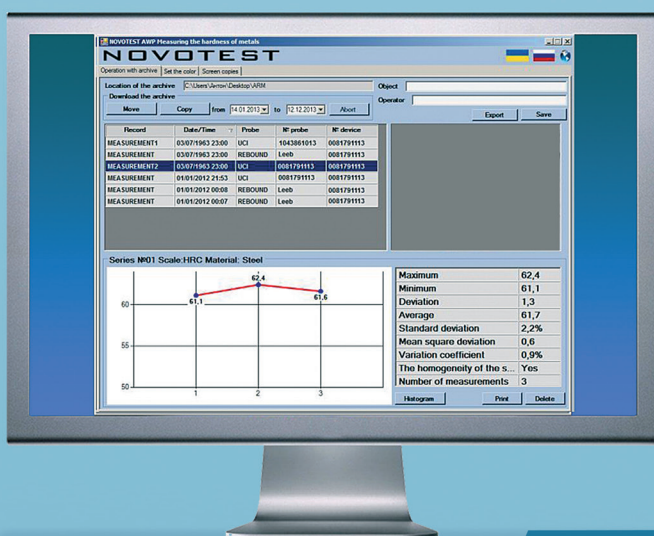 NOVOTEST AWP Measuring the hardness of metals
NOVOTEST
Operation with archive Set the color Screen copies
Location of the archive C:\Users\Антон\Desktop\ARM Object
Download the archive Operator
Move Copy from 14.01.2013 to 12.12.2013 Abort
Export Save
Record Date/Time Probe № probe № device
MEASUREMENT1 03/07/1963 23:00 UCI 1043861013 0081791113
MEASUREMENT 03/07/1963 23:00 REBOUND Leeb 0081791113
MEASUREMENT2 03/07/1963 23:00 UCI 0081791113 0081791113
MEASUREMENT 01/01/2012 21:53 UCI 0081791113 0081791113
MEASUREMENT 01/01/2012 00:08 REBOUND Leeb 0081791113
MEASUREMENT 01/01/2012 00:07 REBOUND Leeb 0081791113
Series №01 Scale:HRC Material: Steel
60
55
50
61,1
62,4
61,6
1 2 3
Maximum 62,4
Minimum 61,1
Deviation 1,3
Average 61,7
Standard deviation 2,2%
Mean square deviation 0,6
Variation coefficient 0,9%
The homogeneity of the s... Yes
Number of measurements 3
Histogram Print Delete